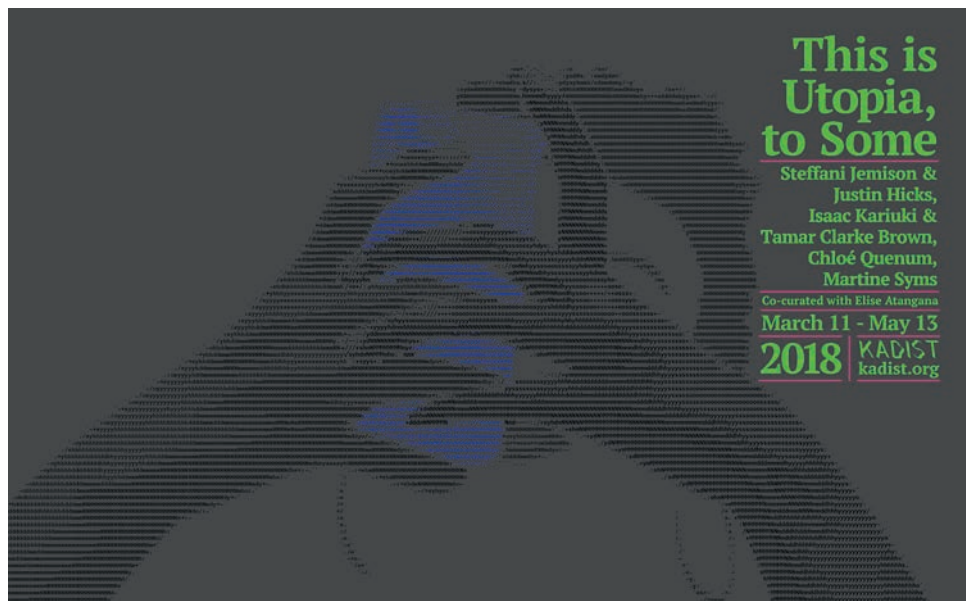 This is
Utopia,
to Some
Steffani Jemison &
Justin Hicks,
Isaac Kariuki &
Tamar Clarke Brown,
Chloé Quenum,
Martine Syms
Co-curated with Elise Atangana
March 11 - May 13
2018
KADIST
kadist.org